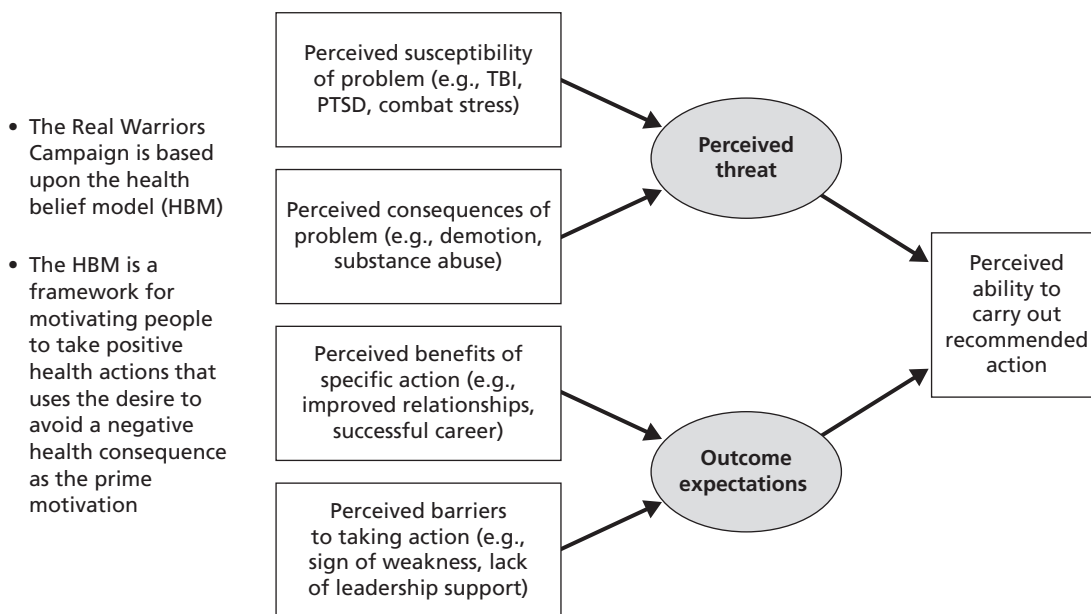 • The Real Warriors
Campaign is based
upon the health
belief model (HBM)
• The HBM is a
framework for
motivating people
to take positive
health actions that
uses the desire to
avoid a negative
health consequence
as the prime
motivation
Perceived susceptibility
of problem (e.g., TBI,
PTSD, combat stress)
Perceived consequences of
problem (e.g., demotion,
substance abuse)
Perceived benefits of
specific action (e.g.,
improved relationships,
successful career)
Perceived barriers
to taking action (e.g.,
sign of weakness, lack
of leadership support)
Perceived
threat
Outcome
expectations
Perceived
ability to
carry out
recommended
action